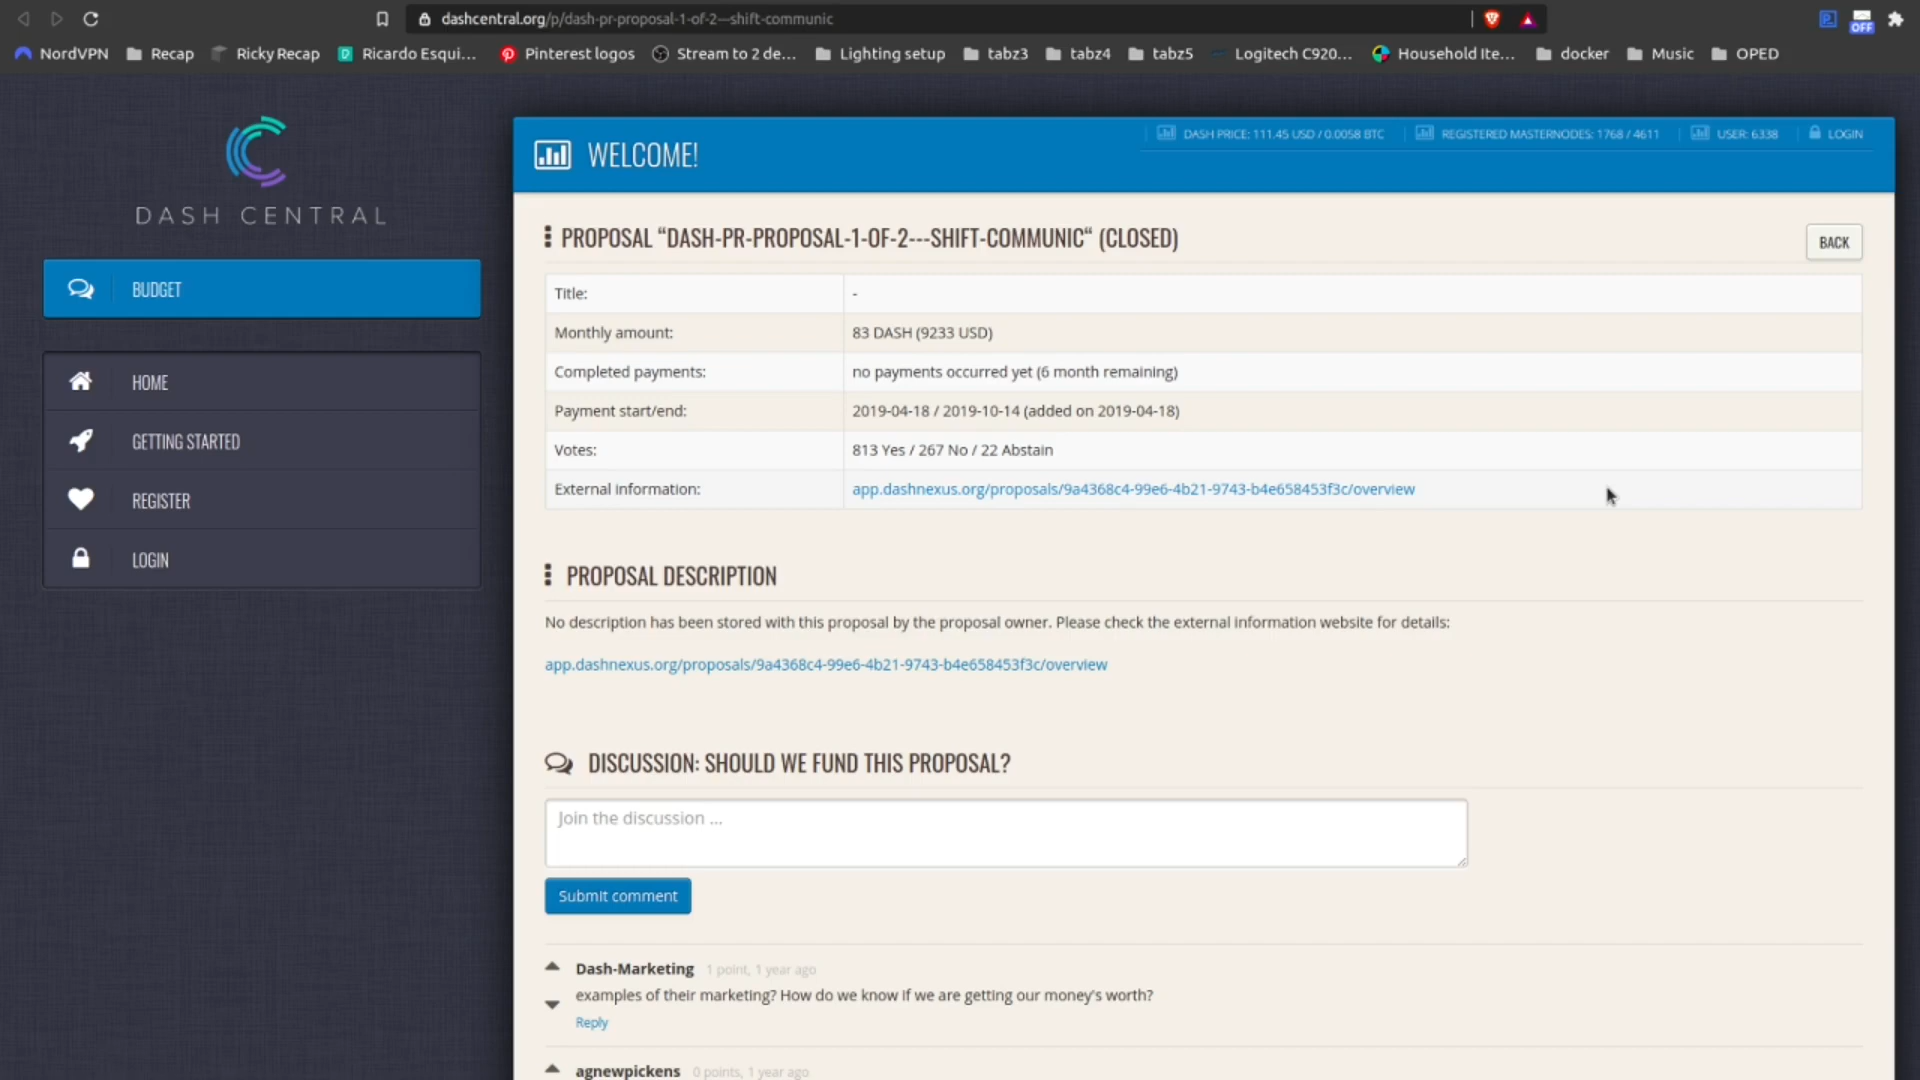 dashcentral.org/p/dash-pr-proposal-1-of-2---shift-communic
OFF
NordVPN
Recap
Ricky Recap
Ricardo Esqui...
Pinterest logos
Stream to 2 de...
Lighting setup
tabz3
tabz4
tabz5
Logitech C920...
Household Ite...
docker
Music
OPED
DASH CENTRAL
BUDGET
HOME
GETTING STARTED
REGISTER
LOGIN
WELCOME!
DASH PRICE: 111.45 USD / 0.0058 BTC
REGISTERED MASTERNODES: 1768 / 4611
USER: 6338
LOGIN
PROPOSAL “DASH-PR-PROPOSAL-1-OF-2---SHIFT-COMMUNIC“ (CLOSED)
BACK
Title: -
Monthly amount: 83 DASH (9233 USD)
Completed payments: no payments occurred yet (6 month remaining)
Payment start/end: 2019-04-18 / 2019-10-14 (added on 2019-04-18)
Votes: 813 Yes / 267 No / 22 Abstain
External information: app.dashnexus.org/proposals/9a4368c4-99e6-4b21-9743-b4e658453f3c/overview
PROPOSAL DESCRIPTION
No description has been stored with this proposal by the proposal owner. Please check the external information website for details:
app.dashnexus.org/proposals/9a4368c4-99e6-4b21-9743-b4e658453f3c/overview
DISCUSSION: SHOULD WE FUND THIS PROPOSAL?
Join the discussion ...
Submit comment
Dash-Marketing 1 point, 1 year ago
examples of their marketing? How do we know if we are getting our money's worth?
Reply
agnewpickens 0 points, 1 year ago